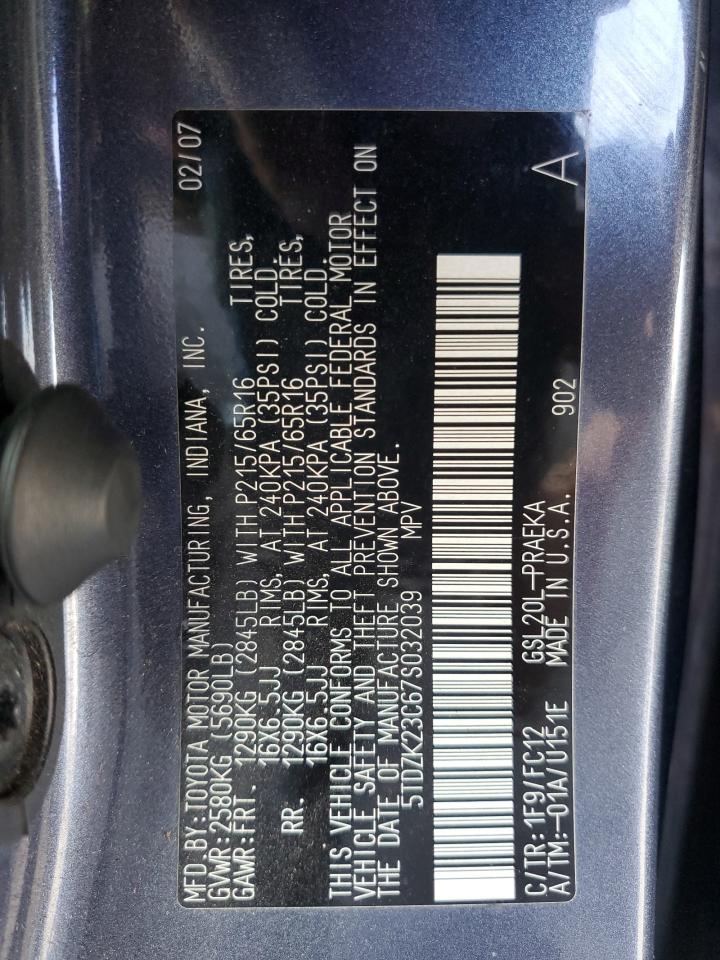 MFD.BY:TOYOTA MOTOR MANUFACTURING, INDIANA, INC. 02/07
GVWR:2580KG (5690LB)
GAWR:FRT. 1290KG (2845LB) WITH P215/65R16 TIRES,
16X6.5JJ RIMS, AT 240KPA (35PSI) COLD.
RR. 1290KG (2845LB) WITH P215/65R16 TIRES,
16X6.5JJ RIMS, AT 240KPA (35PSI) COLD.
THIS VEHICLE CONFORMS TO ALL APPLICABLE FEDERAL MOTOR
VEHICLE SAFETY AND THEFT PREVENTION STANDARDS IN EFFECT ON
THE DATE OF MANUFACTURE SHOWN ABOVE.
5TDZK23C67S032039 MPV
C/TR:1F9/FC12 GSL20L-PRAEKA
A/TM:-01A/U151E MADE IN U.S.A. 902 A